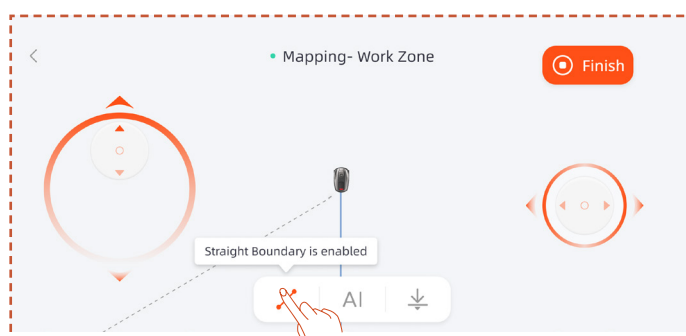 Mapping- Work Zone
Finish
Straight Boundary is enabled
AI